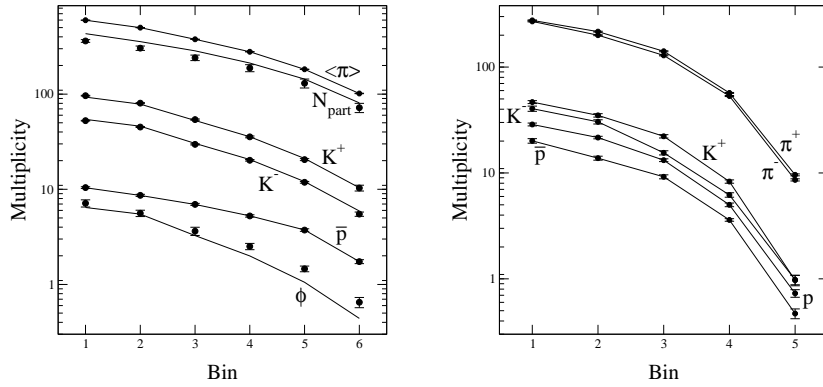 Multiplicity
100
10
1
<π>
N_part
K^+
K^-
p̅
ϕ
1 2 3 4 5 6
Bin
Multiplicity
100
10
1
K^-
p̅
K^+
π^+
π^-
p
1 2 3 4 5
Bin